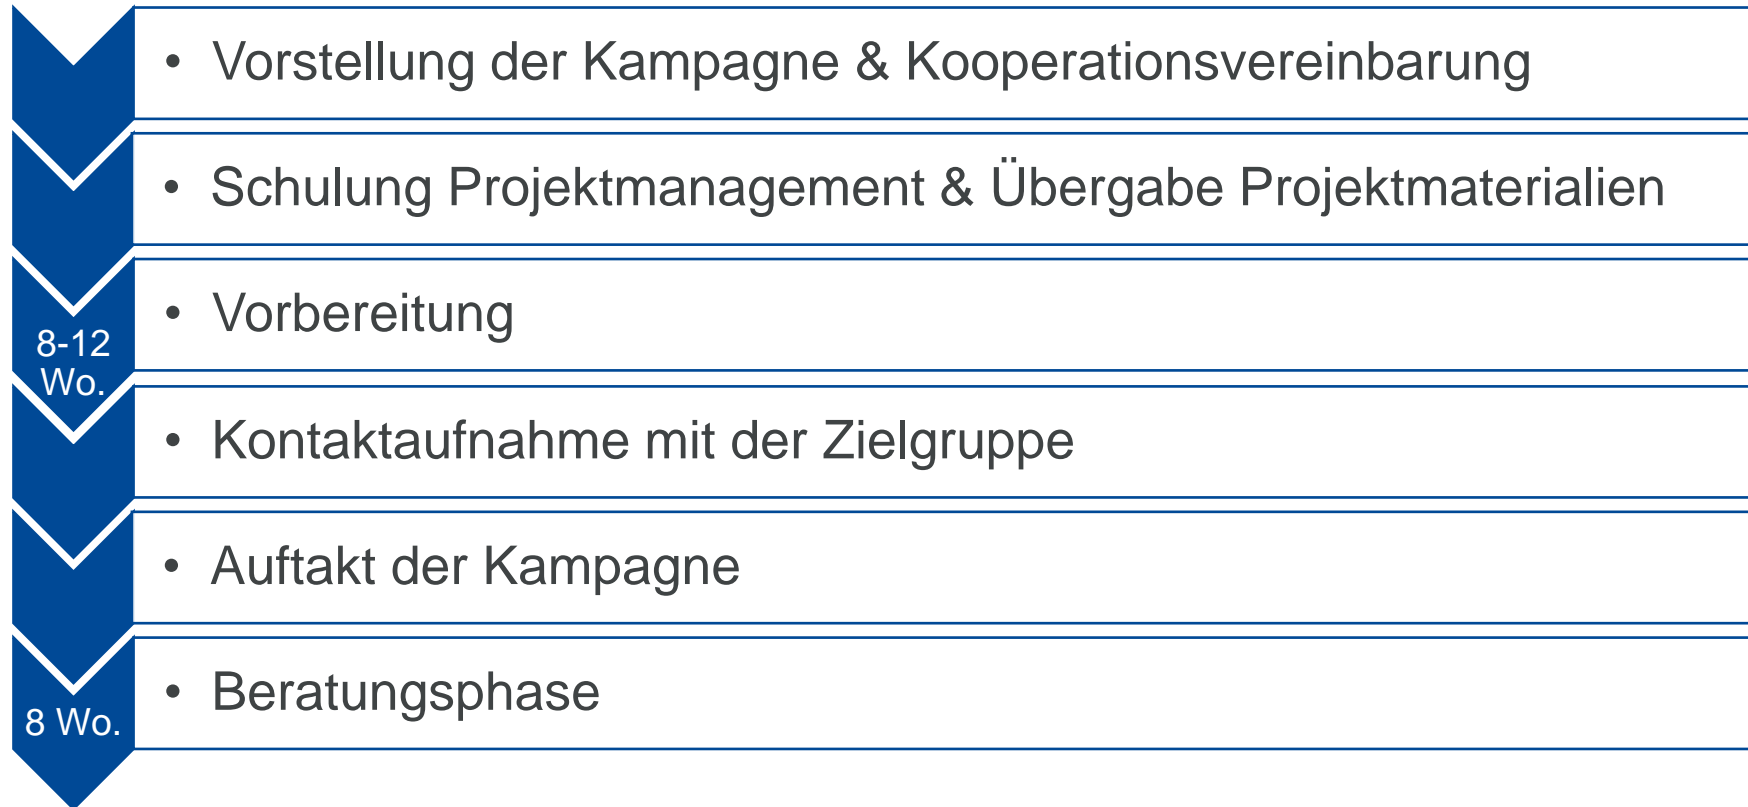 • Vorstellung der Kampagne & Kooperationsvereinbarung
• Schulung Projektmanagement & Übergabe Projektmaterialien
8-12
Wo.
• Vorbereitung
• Kontaktaufnahme mit der Zielgruppe
• Auftakt der Kampagne
8 Wo.
• Beratungsphase